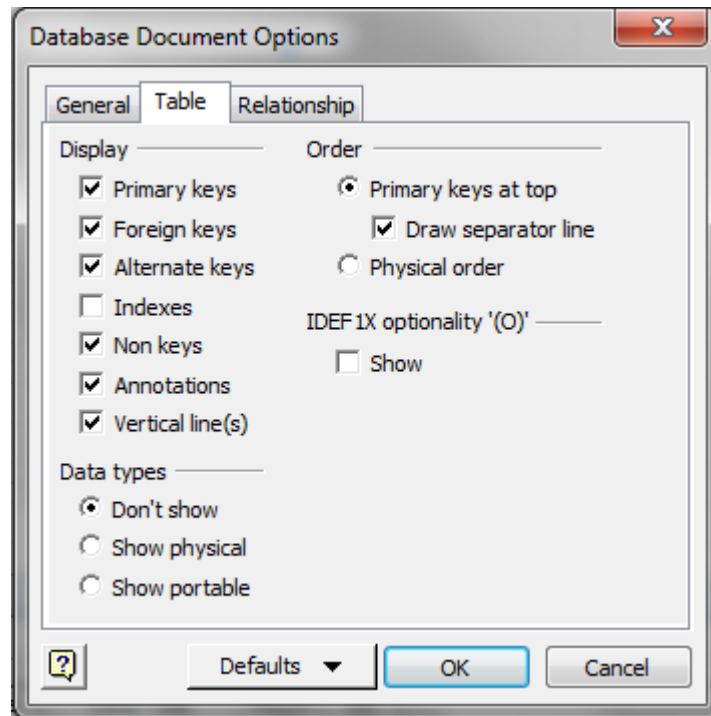 Database Document Options
General Table Relationship
Display
Primary keys
Foreign keys
Alternate keys
Indexes
Non keys
Annotations
Vertical line(s)
Data types
Don't show
Show physical
Show portable
Order
Primary keys at top
Draw separator line
Physical order
IDEF1X optionality '(O)'
Show
Defaults OK Cancel